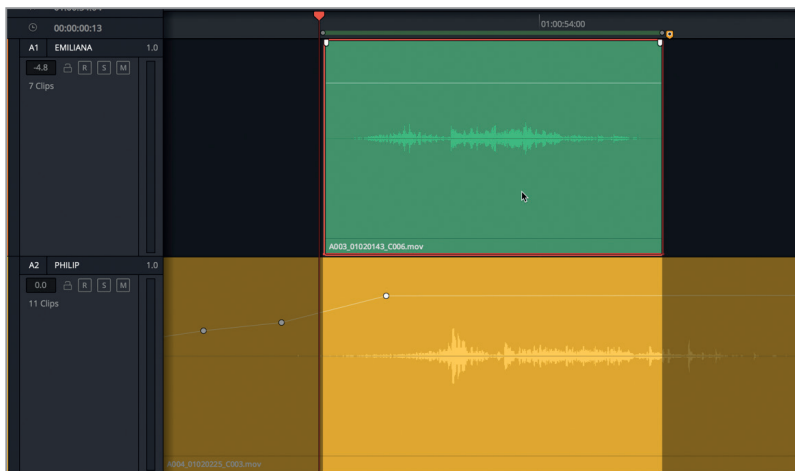 00:00:00:13
01:00:54:00
A1 EMILIANA 1.0
-4.8 R S M
7 Clips
A003_01020143_C006.mov
A2 PHILIP 1.0
0.0 R S M
11 Clips
A004_01020225_C003.mov